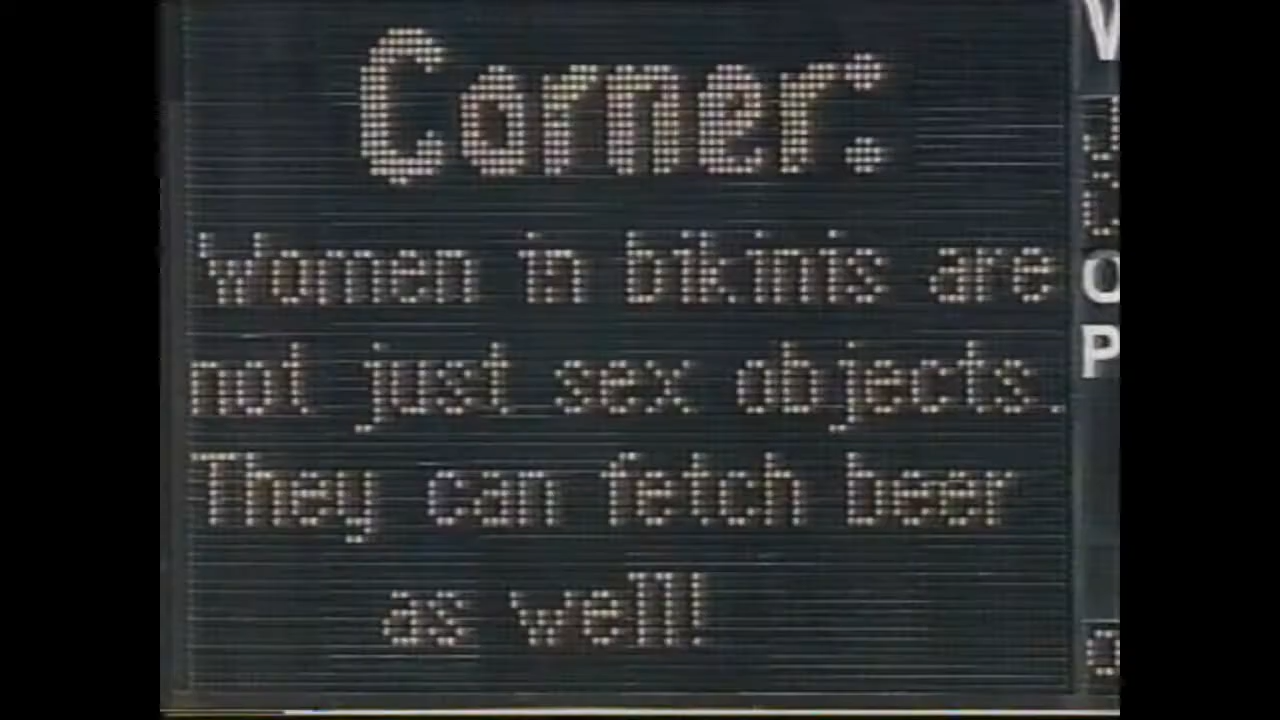 Corner:
Women in bikinis are
not just sex objects.
They can fetch beer
as well!
V
O
P